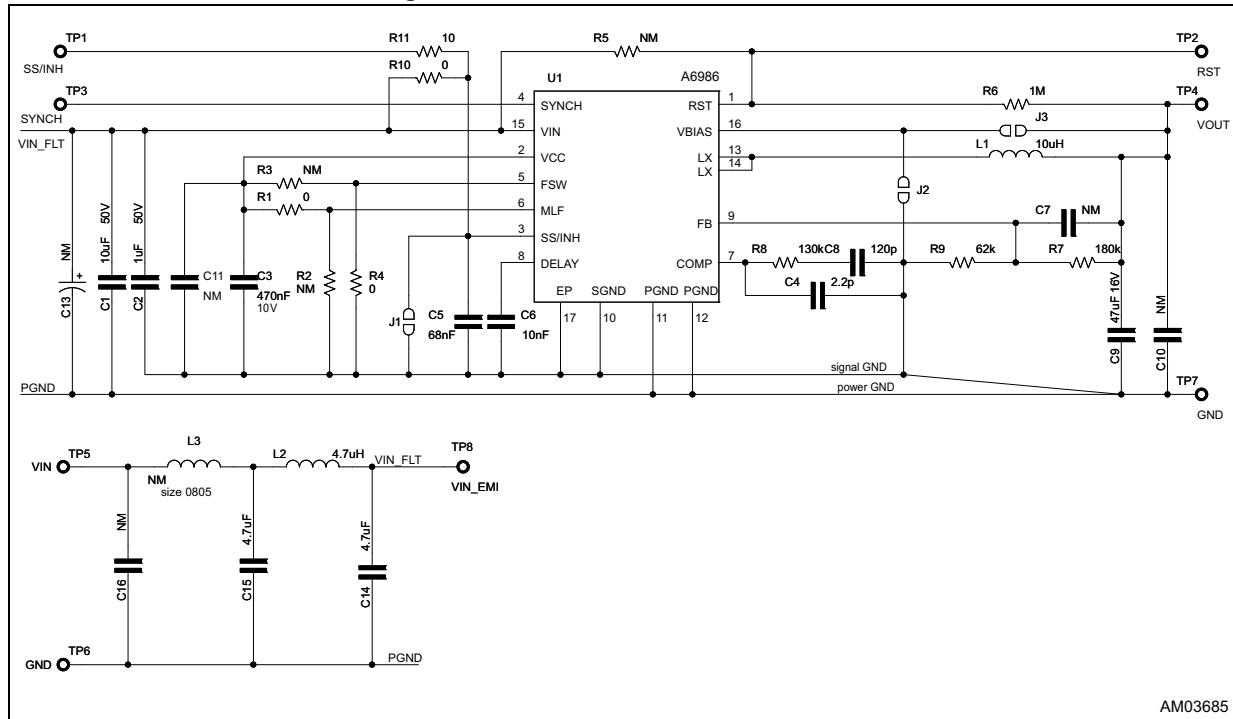 TP1
R11 10
R5 NM
TP2
SS/INH
R10 0
U1
A6986
RST
TP3
4 SYNCH
RST 1
R6 1M
TP4
SYNCH
15 VIN
VBIAS 16
J3
VOUT
VIN_FLT
2 VCC
LX 13
L1 10uH
LX 14
R3 NM
5 FSW
J2
R1 0
6 MLF
FB 9
C7 NM
3 SS/INH
8 DELAY
COMP 7
R8 130k
C8 120p
R9 62k
R7 180k
C4 2.2p
NM
C13
+
10uF 50V
C1
1uF 50V
C2
C11
NM
C3
470nF
10V
R2
NM
R4
0
J1
C5
68nF
C6
10nF
EP SGND PGND PGND
17 10 11 12
47uF 16V
C9
NM
C10
signal GND
PGND
power GND
TP7
GND
L3
L2 4.7uH
TP8
VIN
TP5
VIN_FLT
NM
size 0805
VIN_EMI
NM
C16
4.7uF
C15
4.7uF
C14
GND
TP6
PGND
AM03685